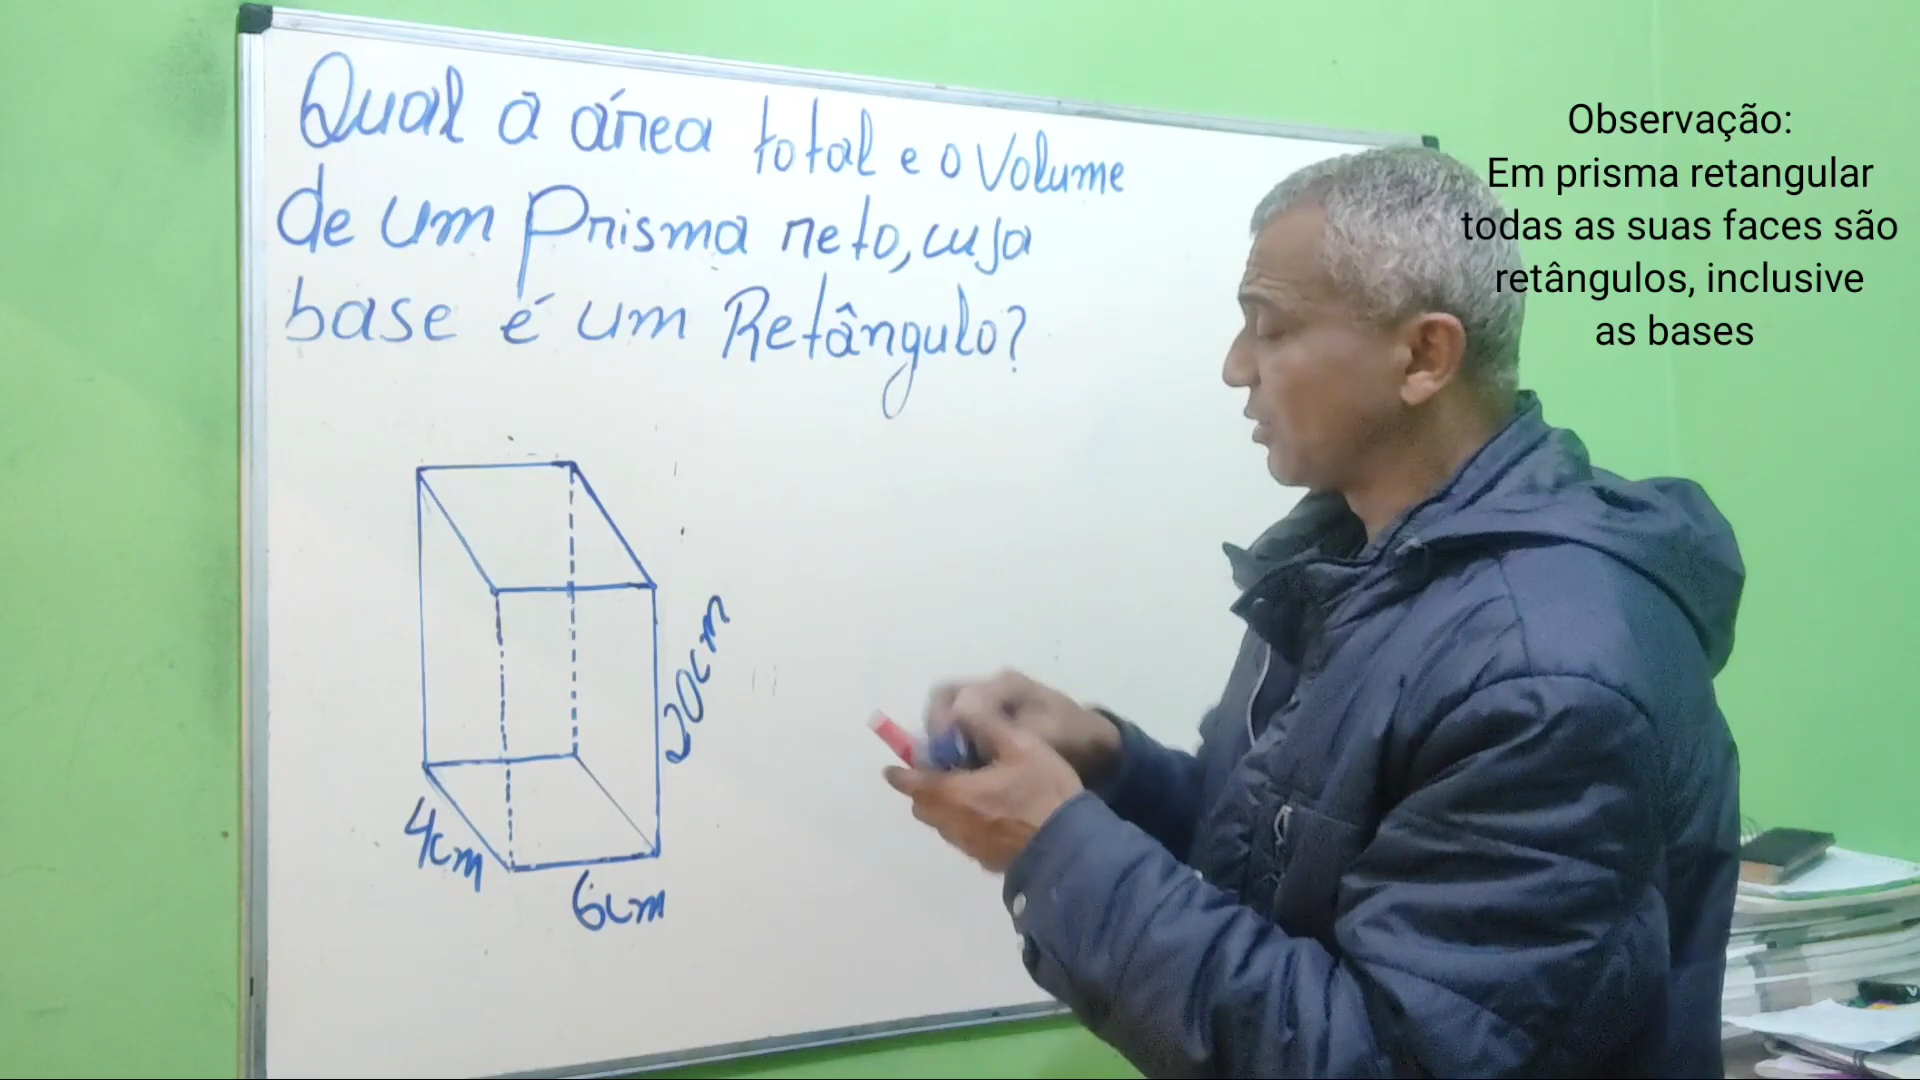 Qual a área total e o Volume
de um Prisma reto, cuja
base é um Retângulo?
Observação:
Em prisma retangular
todas as suas faces são
retângulos, inclusive
as bases
20cm
4cm
6cm